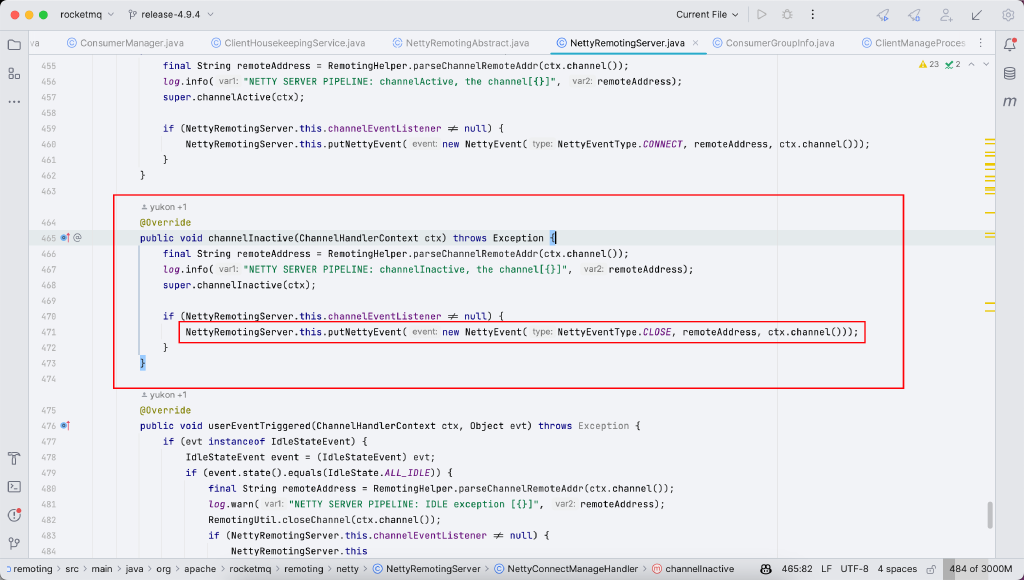 rocketmq release-4.9.4 Current File
va ConsumerManager.java ClientHousekeepingService.java NettyRemotingAbstract.java NettyRemotingServer.java ConsumerGroupInfo.java ClientManageProces
23 2
455 final String remoteAddress = RemotingHelper.parseChannelRemoteAddr(ctx.channel());
456 log.info( var1: "NETTY SERVER PIPELINE: channelActive, the channel[{}]", var2: remoteAddress);
457 super.channelActive(ctx);
458
459 if (NettyRemotingServer.this.channelEventListener ≠ null) {
460 NettyRemotingServer.this.putNettyEvent( event: new NettyEvent( type: NettyEventType.CONNECT, remoteAddress, ctx.channel()));
461 }
462 }
463
yukon +1
464 @Override
465 @ public void channelInactive(ChannelHandlerContext ctx) throws Exception {
466 final String remoteAddress = RemotingHelper.parseChannelRemoteAddr(ctx.channel());
467 log.info( var1: "NETTY SERVER PIPELINE: channelInactive, the channel[{}]", var2: remoteAddress);
468 super.channelInactive(ctx);
469
470 if (NettyRemotingServer.this.channelEventListener ≠ null) {
471 NettyRemotingServer.this.putNettyEvent( event: new NettyEvent( type: NettyEventType.CLOSE, remoteAddress, ctx.channel()));
472 }
473 }
474
yukon +1
475 @Override
476 public void userEventTriggered(ChannelHandlerContext ctx, Object evt) throws Exception {
477 if (evt instanceof IdleStateEvent) {
478 IdleStateEvent event = (IdleStateEvent) evt;
479 if (event.state().equals(IdleState.ALL_IDLE)) {
480 final String remoteAddress = RemotingHelper.parseChannelRemoteAddr(ctx.channel());
481 log.warn( var1: "NETTY SERVER PIPELINE: IDLE exception [{}]", var2: remoteAddress);
482 RemotingUtil.closeChannel(ctx.channel());
483 if (NettyRemotingServer.this.channelEventListener ≠ null) {
484 NettyRemotingServer.this
remoting > src > main > java > org > apache > rocketmq > remoting > netty > NettyRemotingServer > NettyConnectManageHandler > channelInactive 465:82 LF UTF-8 4 spaces 484 of 3000M